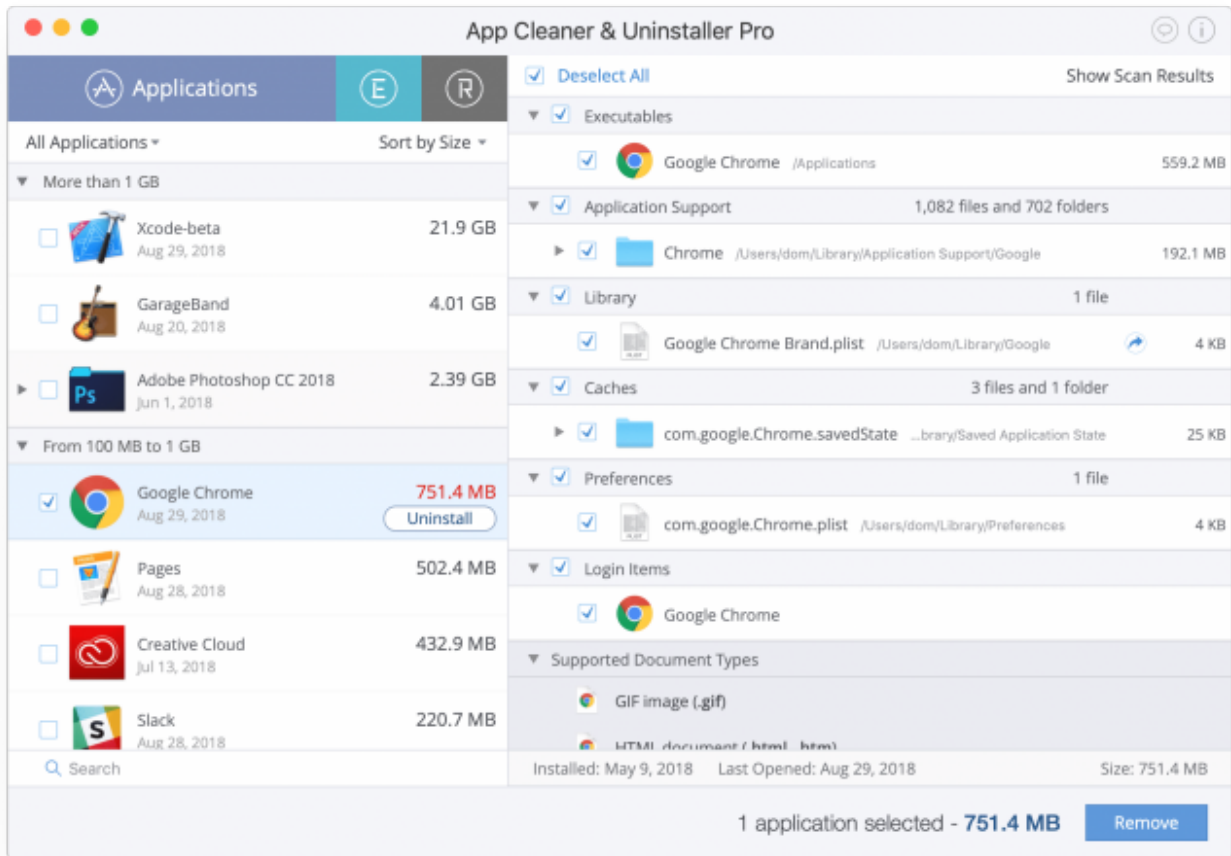 App Cleaner & Uninstaller Pro
Applications
E
R
All Applications
Sort by Size
More than 1 GB
Xcode-beta
21.9 GB
Aug 29, 2018
GarageBand
4.01 GB
Aug 20, 2018
Ps
Adobe Photoshop CC 2018
2.39 GB
Jun 1, 2018
From 100 MB to 1 GB
Google Chrome
751.4 MB
Aug 29, 2018
Uninstall
Pages
502.4 MB
Aug 28, 2018
Creative Cloud
432.9 MB
Jul 13, 2018
S
Slack
220.7 MB
Aug 28, 2018
Search
Deselect All
Show Scan Results
Executables
Google Chrome /Applications 559.2 MB
Application Support 1,082 files and 702 folders
Chrome /Users/dom/Library/Application Support/Google 192.1 MB
Library 1 file
Google Chrome Brand.plist /Users/dom/Library/Google 4 KB
Caches 3 files and 1 folder
com.google.Chrome.savedState ...brary/Saved Application State 25 KB
Preferences 1 file
com.google.Chrome.plist /Users/dom/Library/Preferences 4 KB
Login Items
Google Chrome
Supported Document Types
GIF image (.gif)
HTML document (.html, .htm)
Installed: May 9, 2018 Last Opened: Aug 29, 2018 Size: 751.4 MB
1 application selected - 751.4 MB
Remove